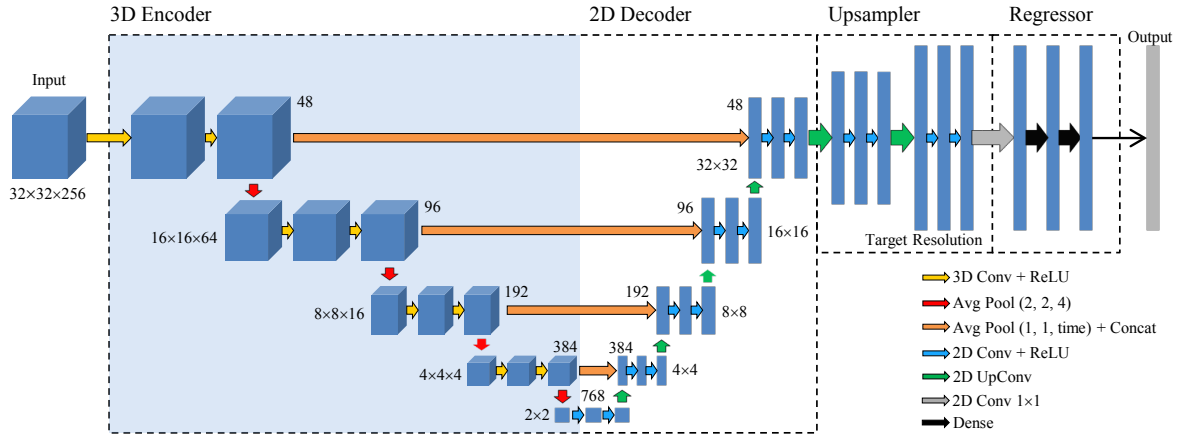 3D Encoder
2D Decoder
Upsampler
Regressor
Output
Input
48
48
32×32×256
32×32
96
96
16×16×64
16×16
Target Resolution
192
192
8×8×16
8×8
384
384
4×4×4
4×4
768
2×2
3D Conv + ReLU
Avg Pool (2, 2, 4)
Avg Pool (1, 1, time) + Concat
2D Conv + ReLU
2D UpConv
2D Conv 1×1
Dense